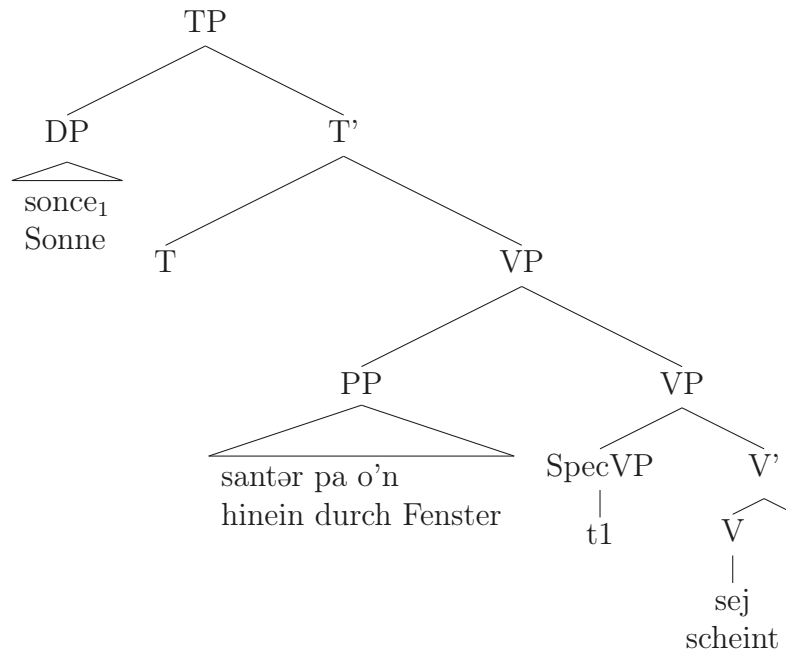 TP
DP T'
sonce₁
Sonne
T VP
PP VP
santər pa o'n
hinein durch Fenster
SpecVP V'
t1
V
sej
scheint